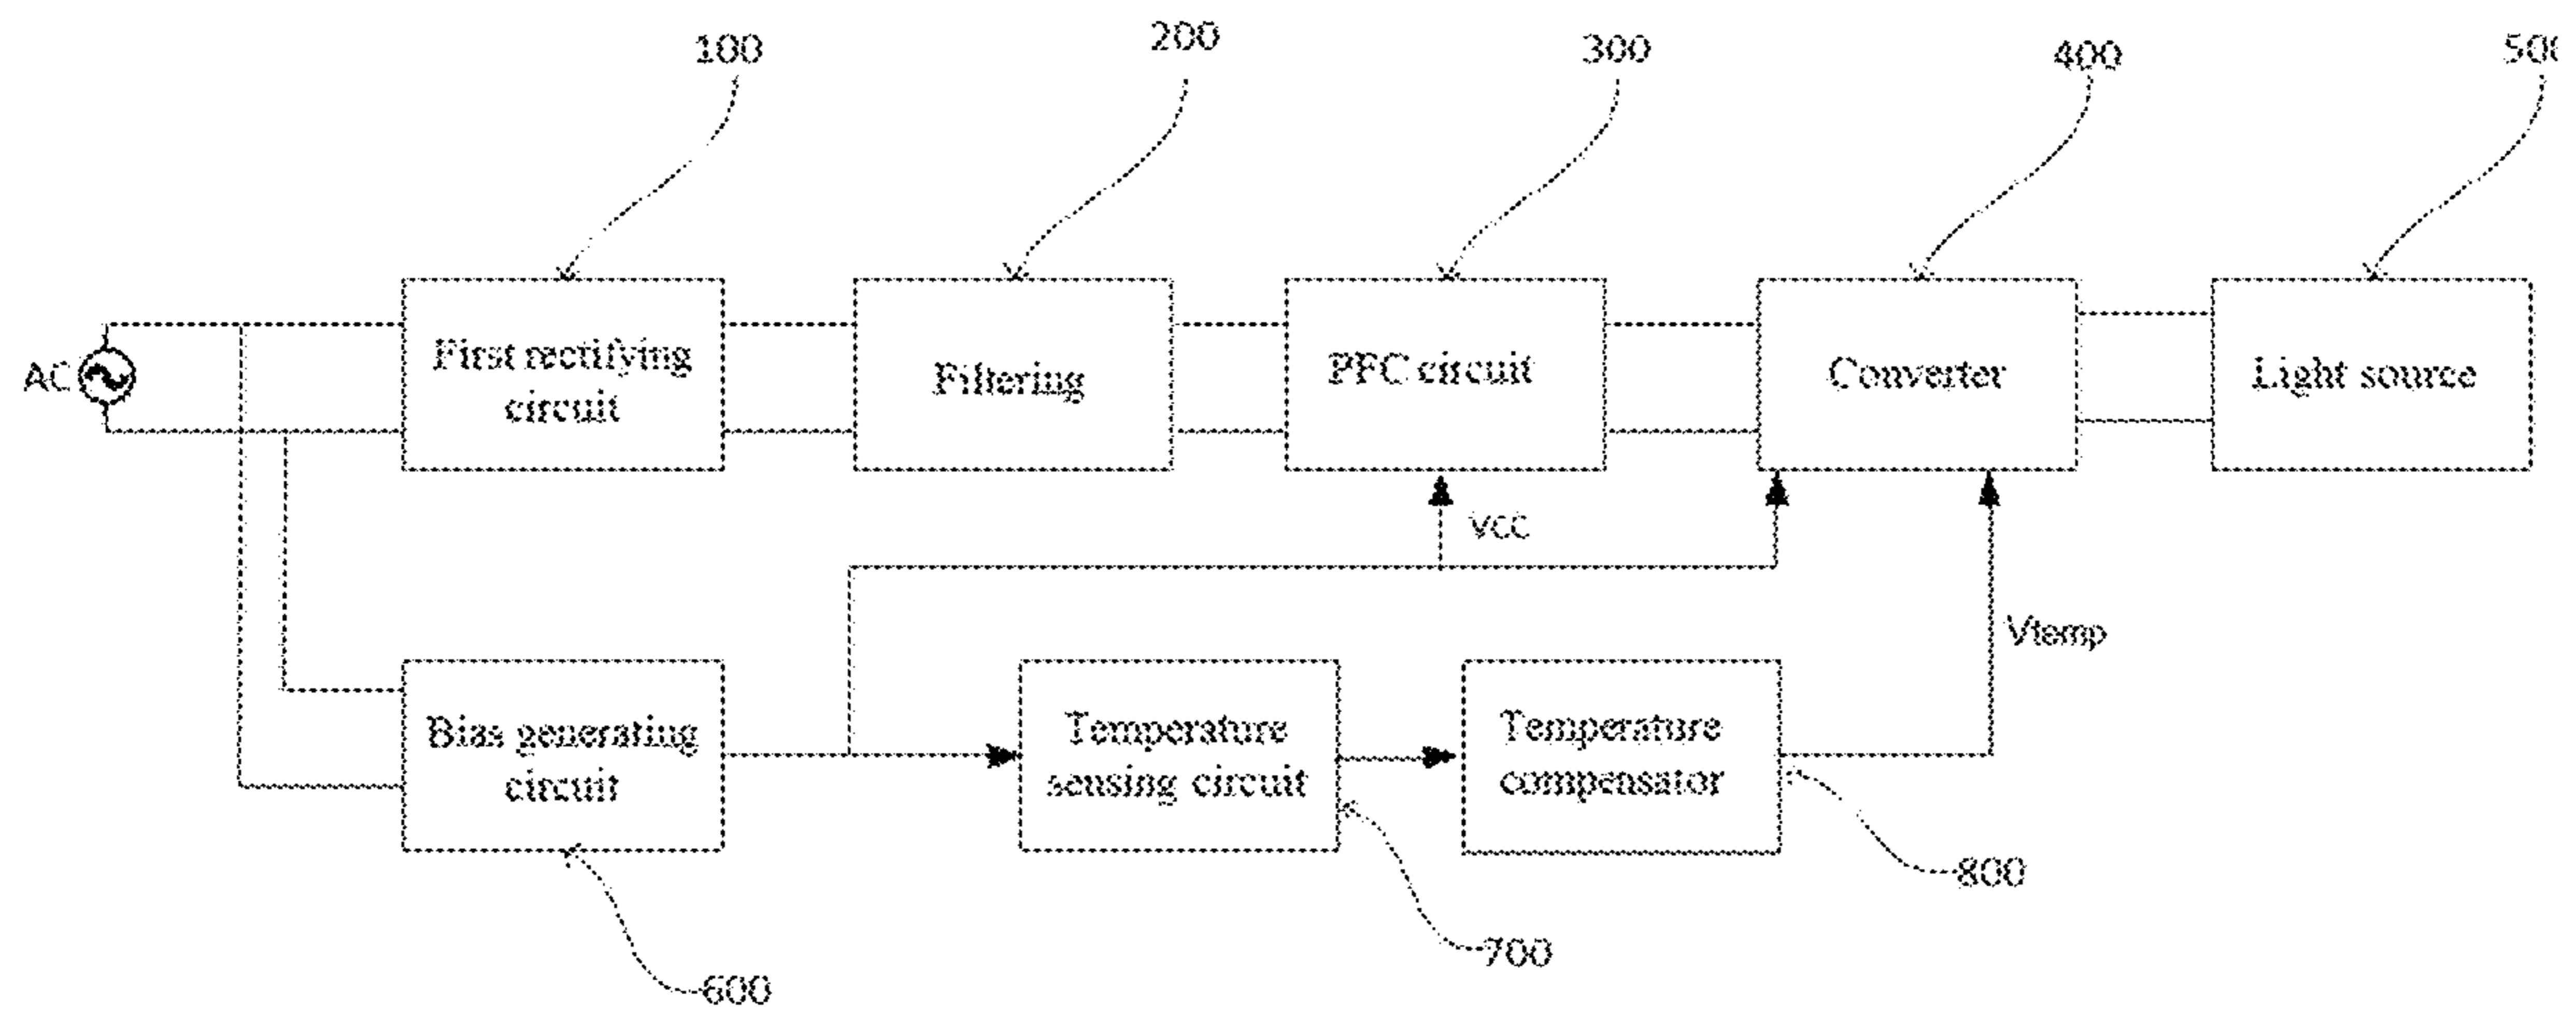 100
200
300
400
50
AC
First rectifying
circuit
Filtering
PFC circuit
Converter
Light source
VCC
Vtemp
Bias generating
circuit
Temperature
sensing circuit
Temperature
compensator
800
700
600